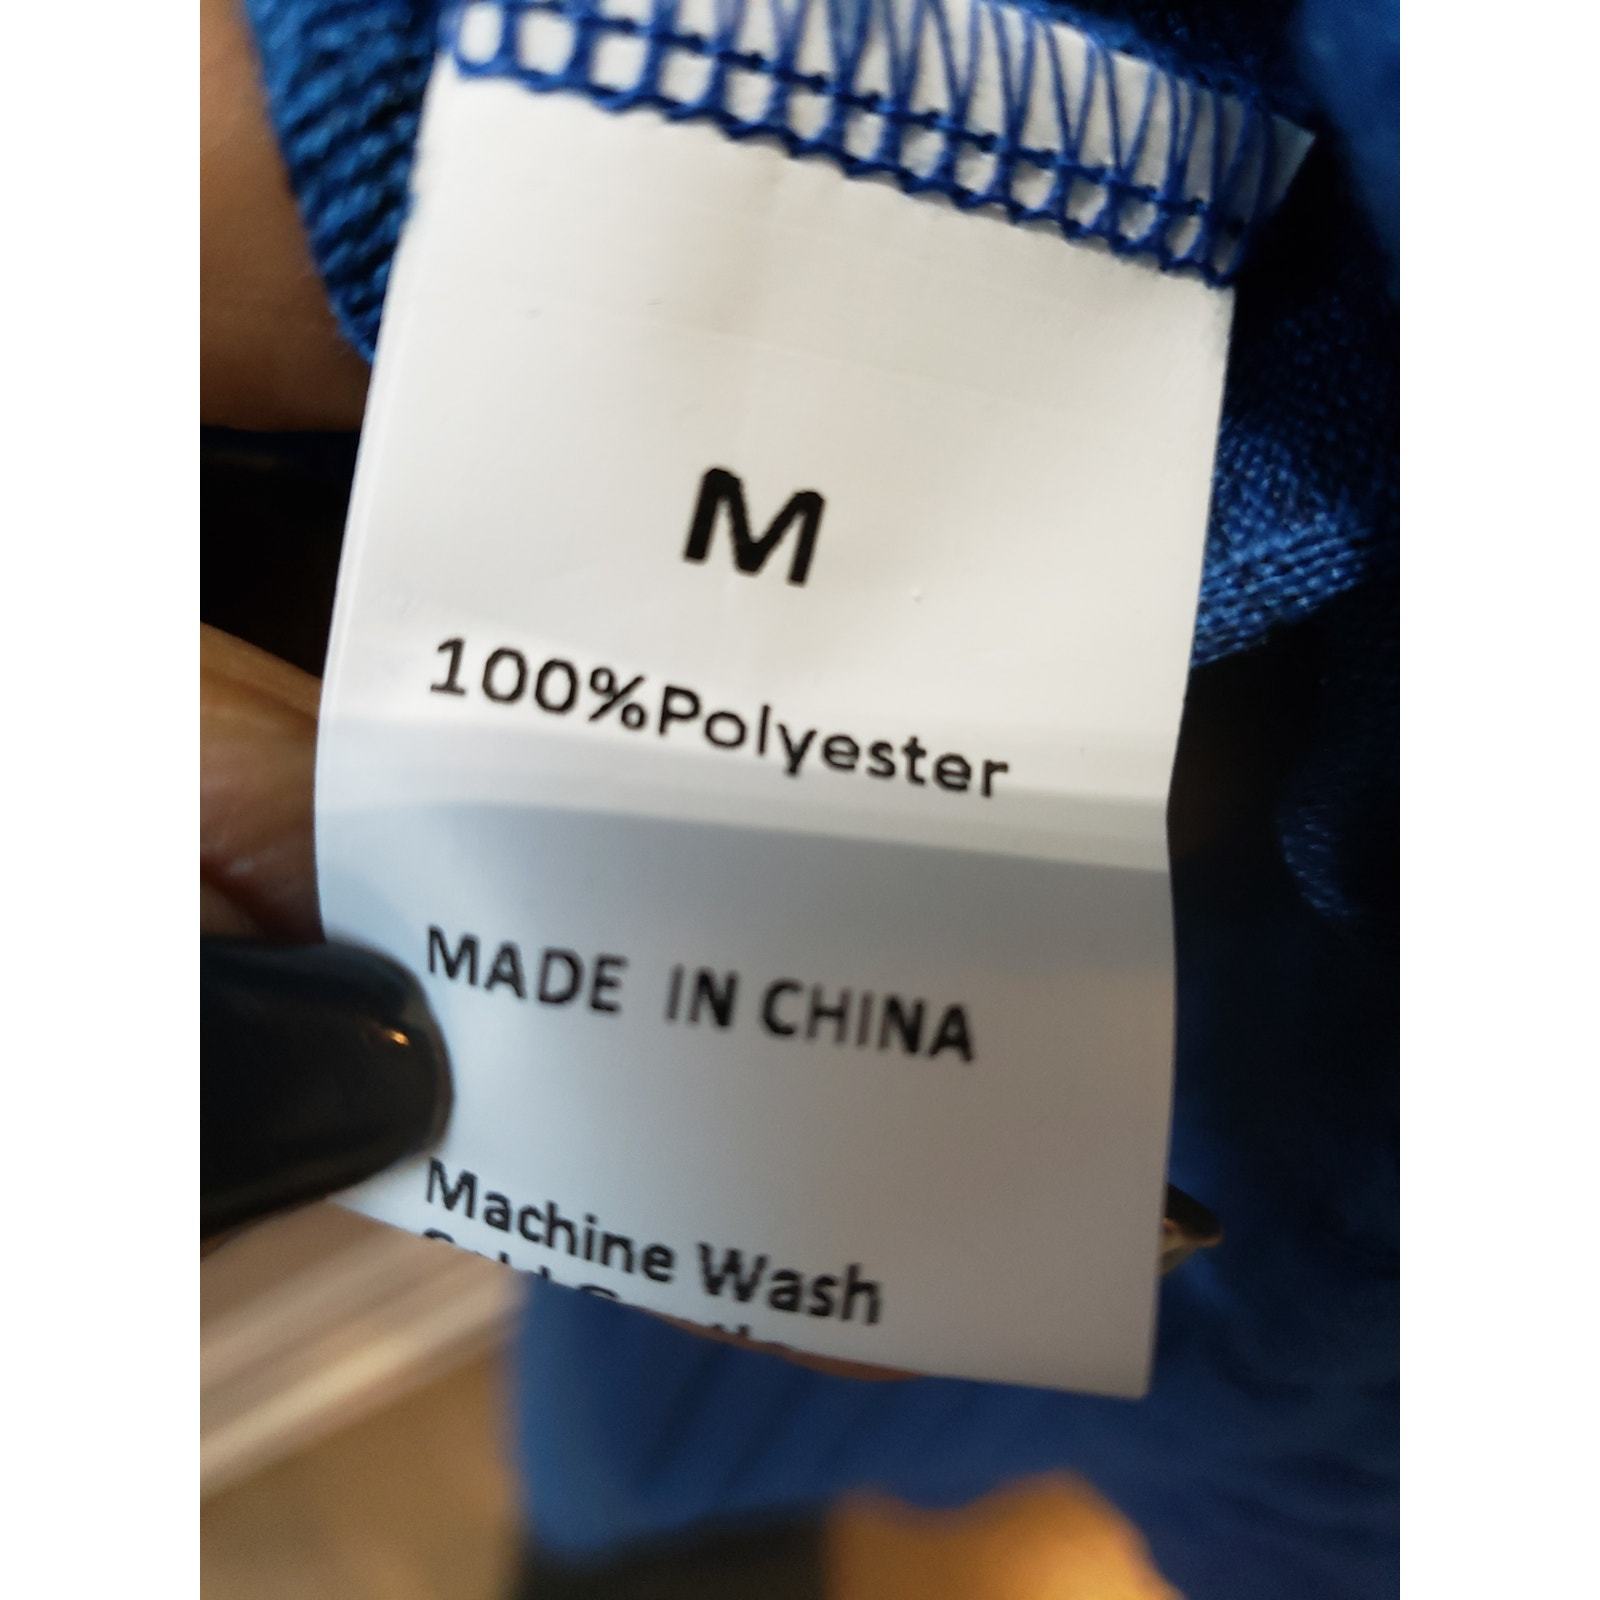 M
100%Polyester
MADE IN CHINA
Machine Wash